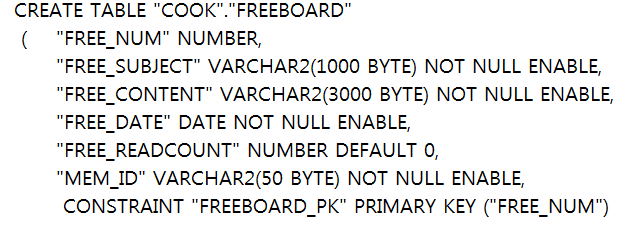 CREATE TABLE "COOK"."FREEBOARD"
( "FREE_NUM" NUMBER,
"FREE_SUBJECT" VARCHAR2(1000 BYTE) NOT NULL ENABLE,
"FREE_CONTENT" VARCHAR2(3000 BYTE) NOT NULL ENABLE,
"FREE_DATE" DATE NOT NULL ENABLE,
"FREE_READCOUNT" NUMBER DEFAULT 0,
"MEM_ID" VARCHAR2(50 BYTE) NOT NULL ENABLE,
CONSTRAINT "FREEBOARD_PK" PRIMARY KEY ("FREE_NUM")